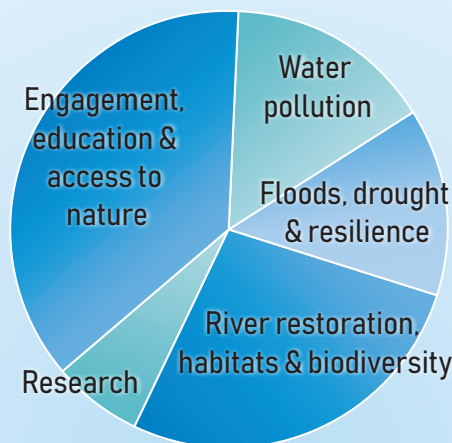 Water
pollution
Engagement,
education &
access to
nature
Floods, drought
& resilience
River restoration,
habitats & biodiversity
Research